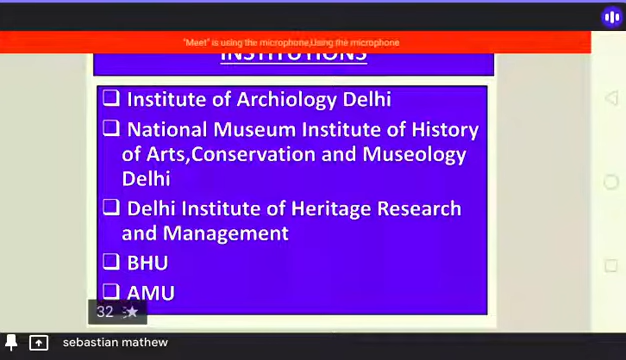 "Meet" is using the microphone,Using the microphone
INSTITUTIONS
Institute of Archiology Delhi
National Museum Institute of History
of Arts,Conservation and Museology
Delhi
Delhi Institute of Heritage Research
and Management
BHU
AMU
32
sebastian mathew